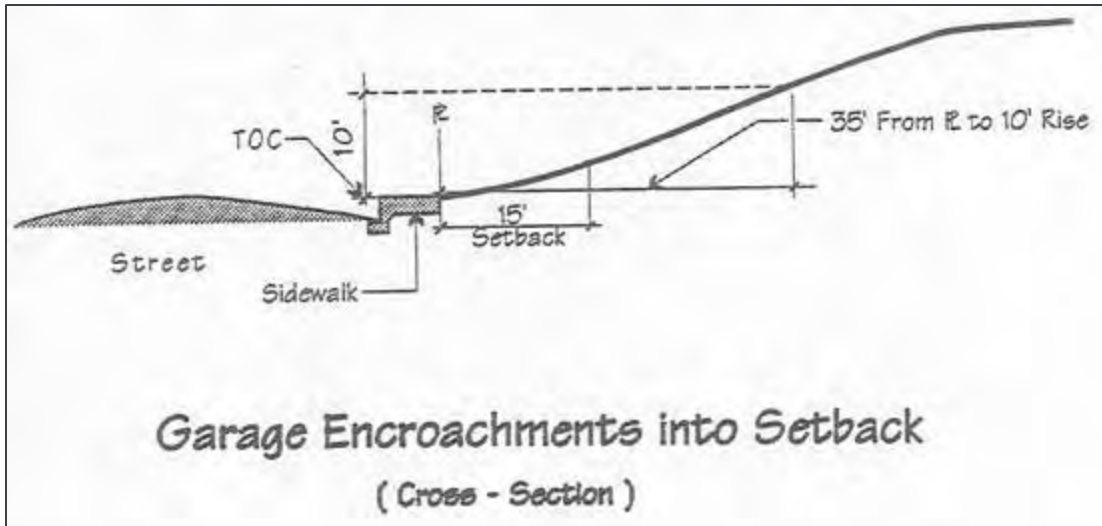 TOC
10'
℄
35' From ℄ to 10' Rise
15'
Setback
Street
Sidewalk
Garage Encroachments into Setback
( Cross - Section )